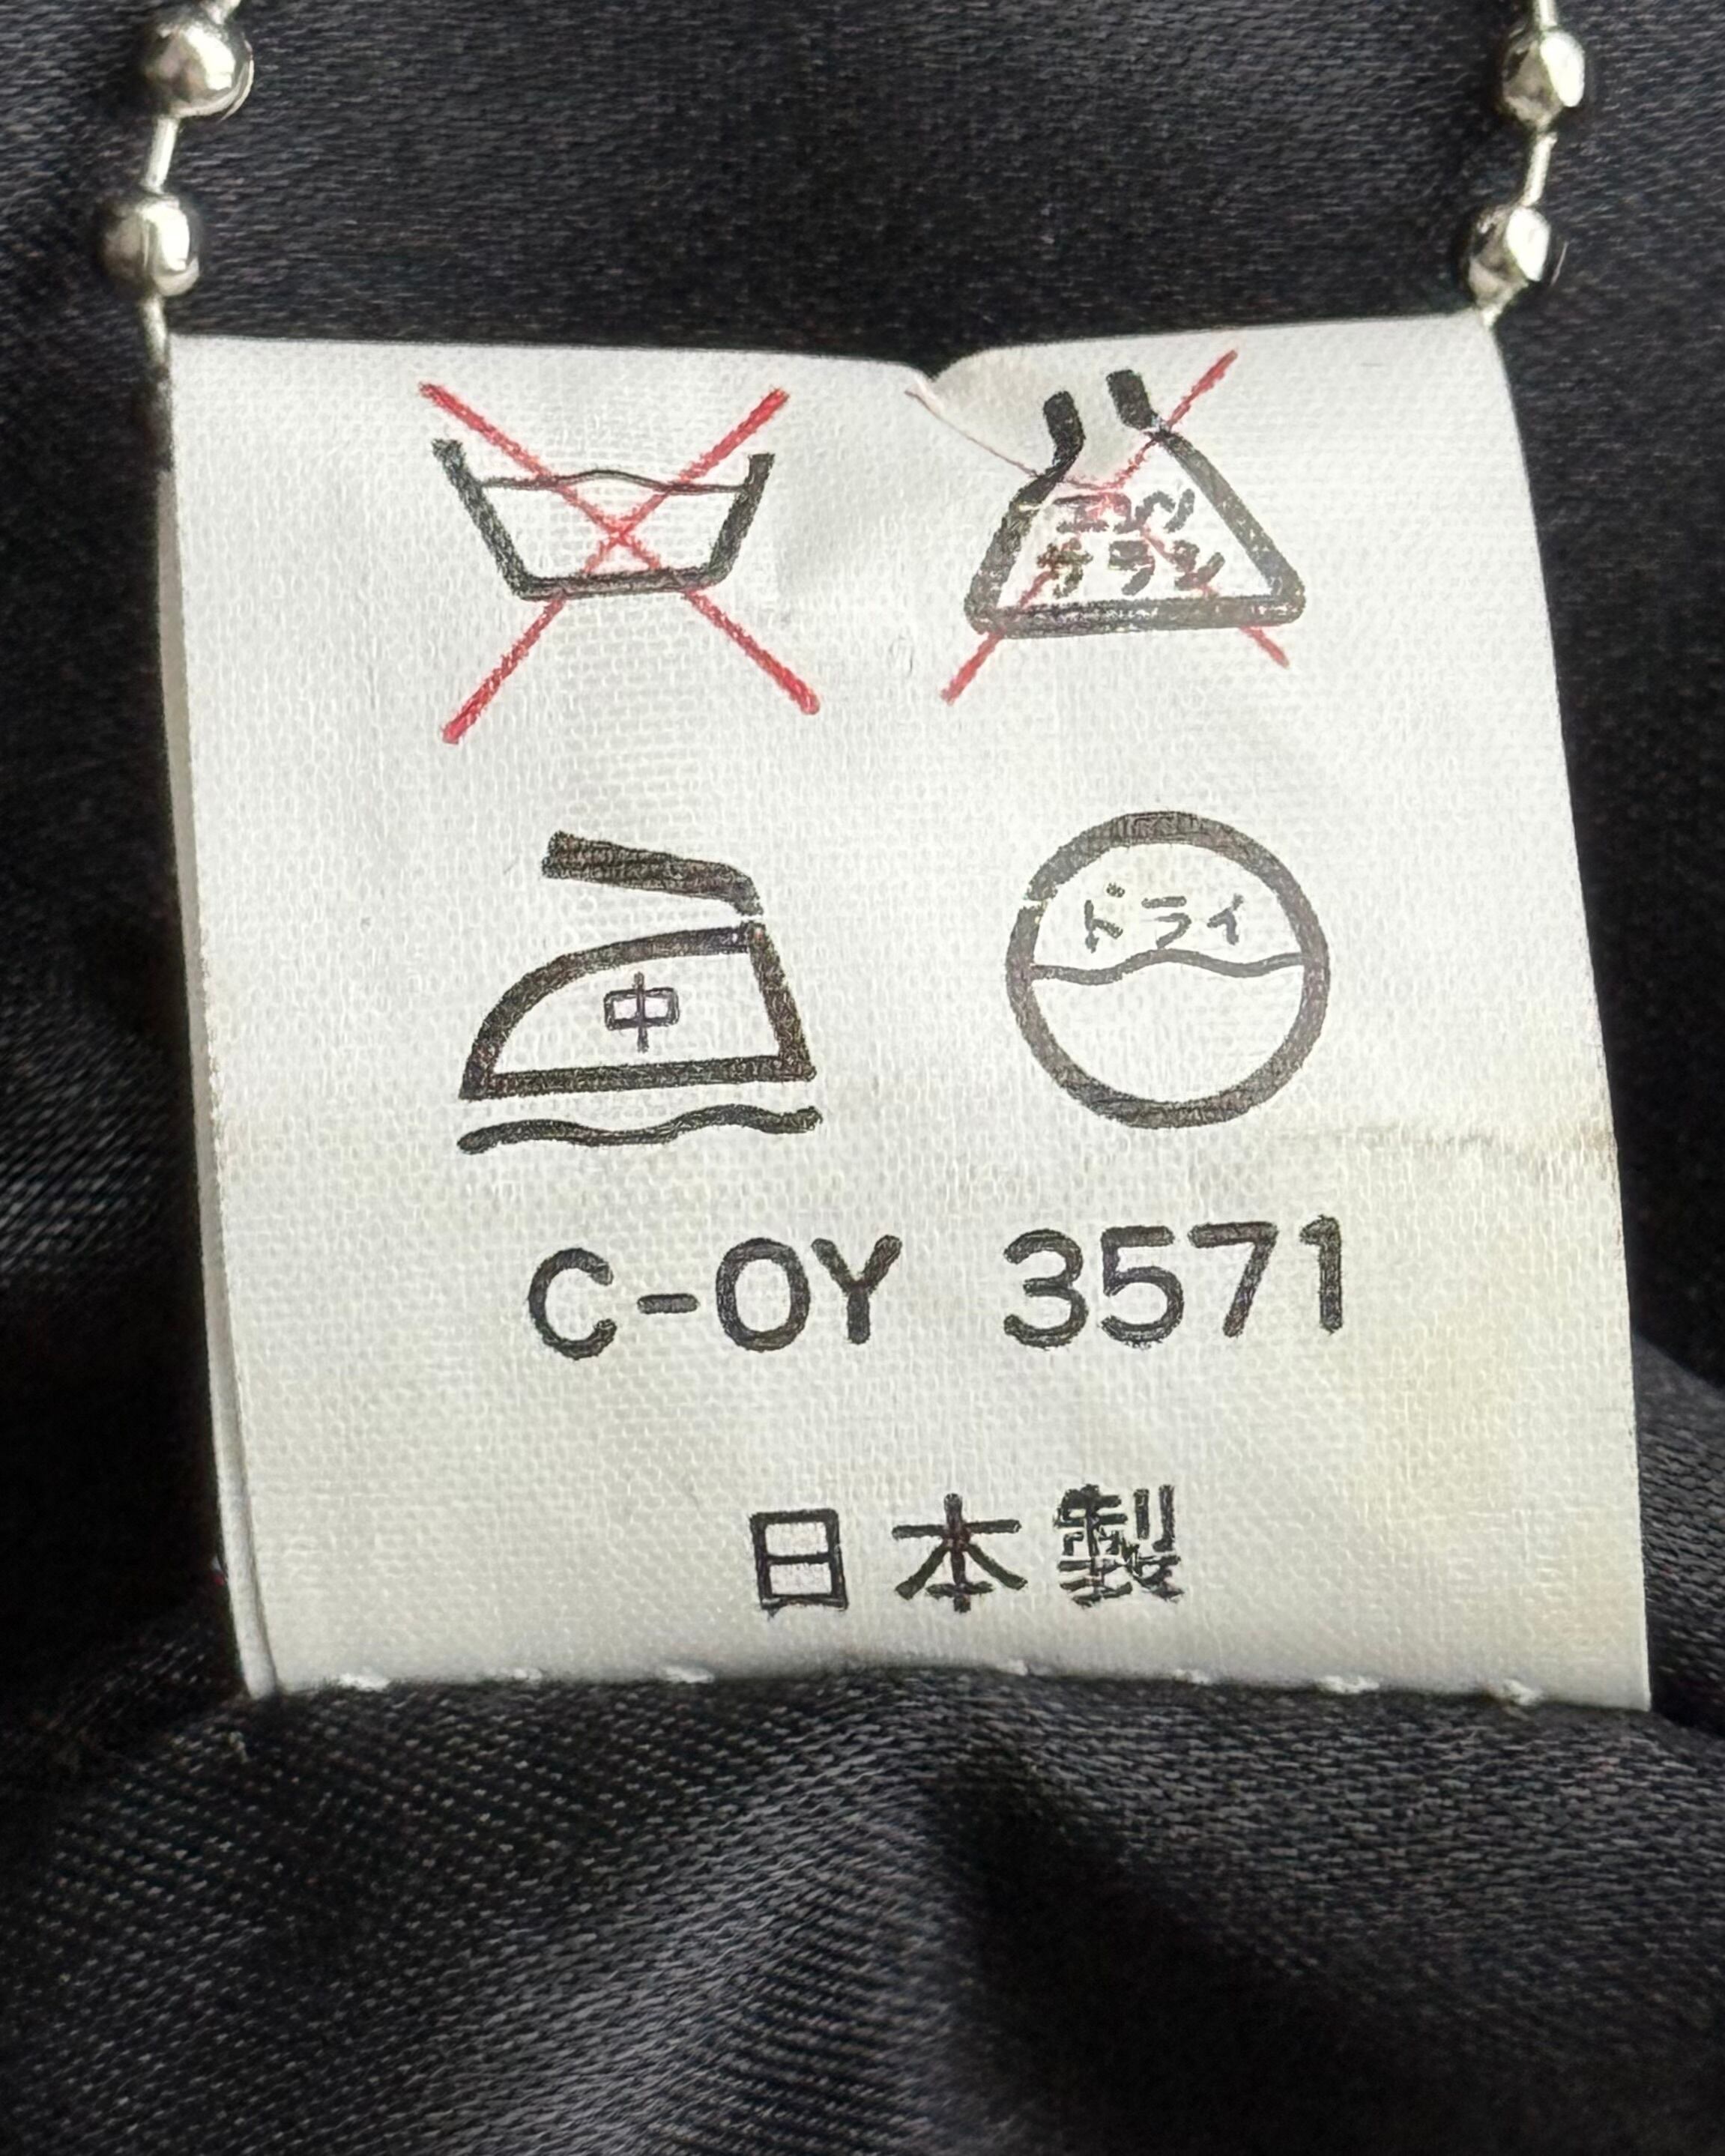 エンソ
サラシ
中
ドライ
C-OY 3571
日本製